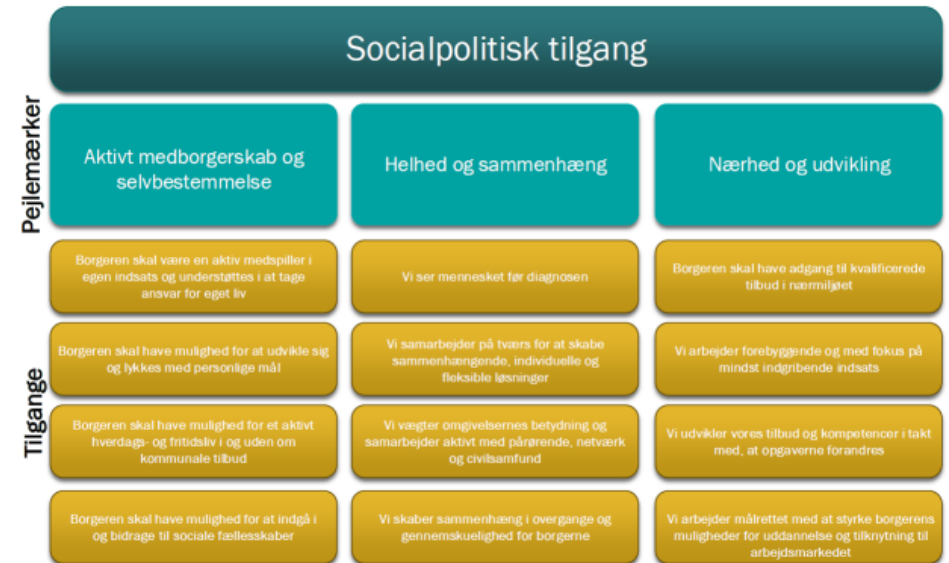 Socialpolitisk tilgang
Pejlemærker
Aktivt medborgerskab og
selvbestemmelse
Helhed og sammenhæng
Nærhed og udvikling
Tilgange
Borgeren skal være en aktiv medspiller i
egen indsats og understøttes i at tage
ansvar for eget liv
Vi ser mennesket før diagnosen
Borgeren skal have adgang til kvalificerede
tilbud i nærmiljøet
Borgeren skal have mulighed for at udvikle sig
og lykkes med personlige mål
Vi samarbejder på tværs for at skabe
sammenhængende, individuelle og
fleksible løsninger
Vi arbejder forebyggende og med fokus på
mindst indgribende indsats
Borgeren skal have mulighed for et aktivt
hverdags- og fritidsliv i og uden om
kommunale tilbud
Vi vægter omgivelsernes betydning og
samarbejder aktivt med pårørende, netværk
og civilsamfund
Vi udvikler vores tilbud og kompetencer i takt
med, at opgaverne forandres
Borgeren skal have mulighed for at indgå i
og bidrage til sociale fællesskaber
Vi skaber sammenhæng i overgange og
gennemskuelighed for borgerne
Vi arbejder målrettet med at styrke borgerens
muligheder for uddannelse og tilknytning til
arbejdsmarkedet